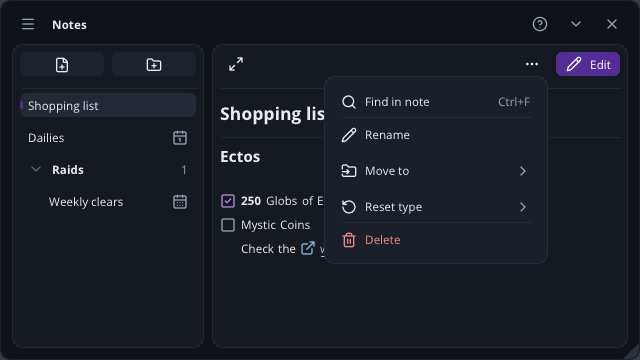 Notes
Edit
Shopping list
Dailies
Raids 1
Weekly clears
Shopping lis
Ectos
250 Globs of E
Mystic Coins
Check the
Find in note Ctrl+F
Rename
Move to
Reset type
Delete